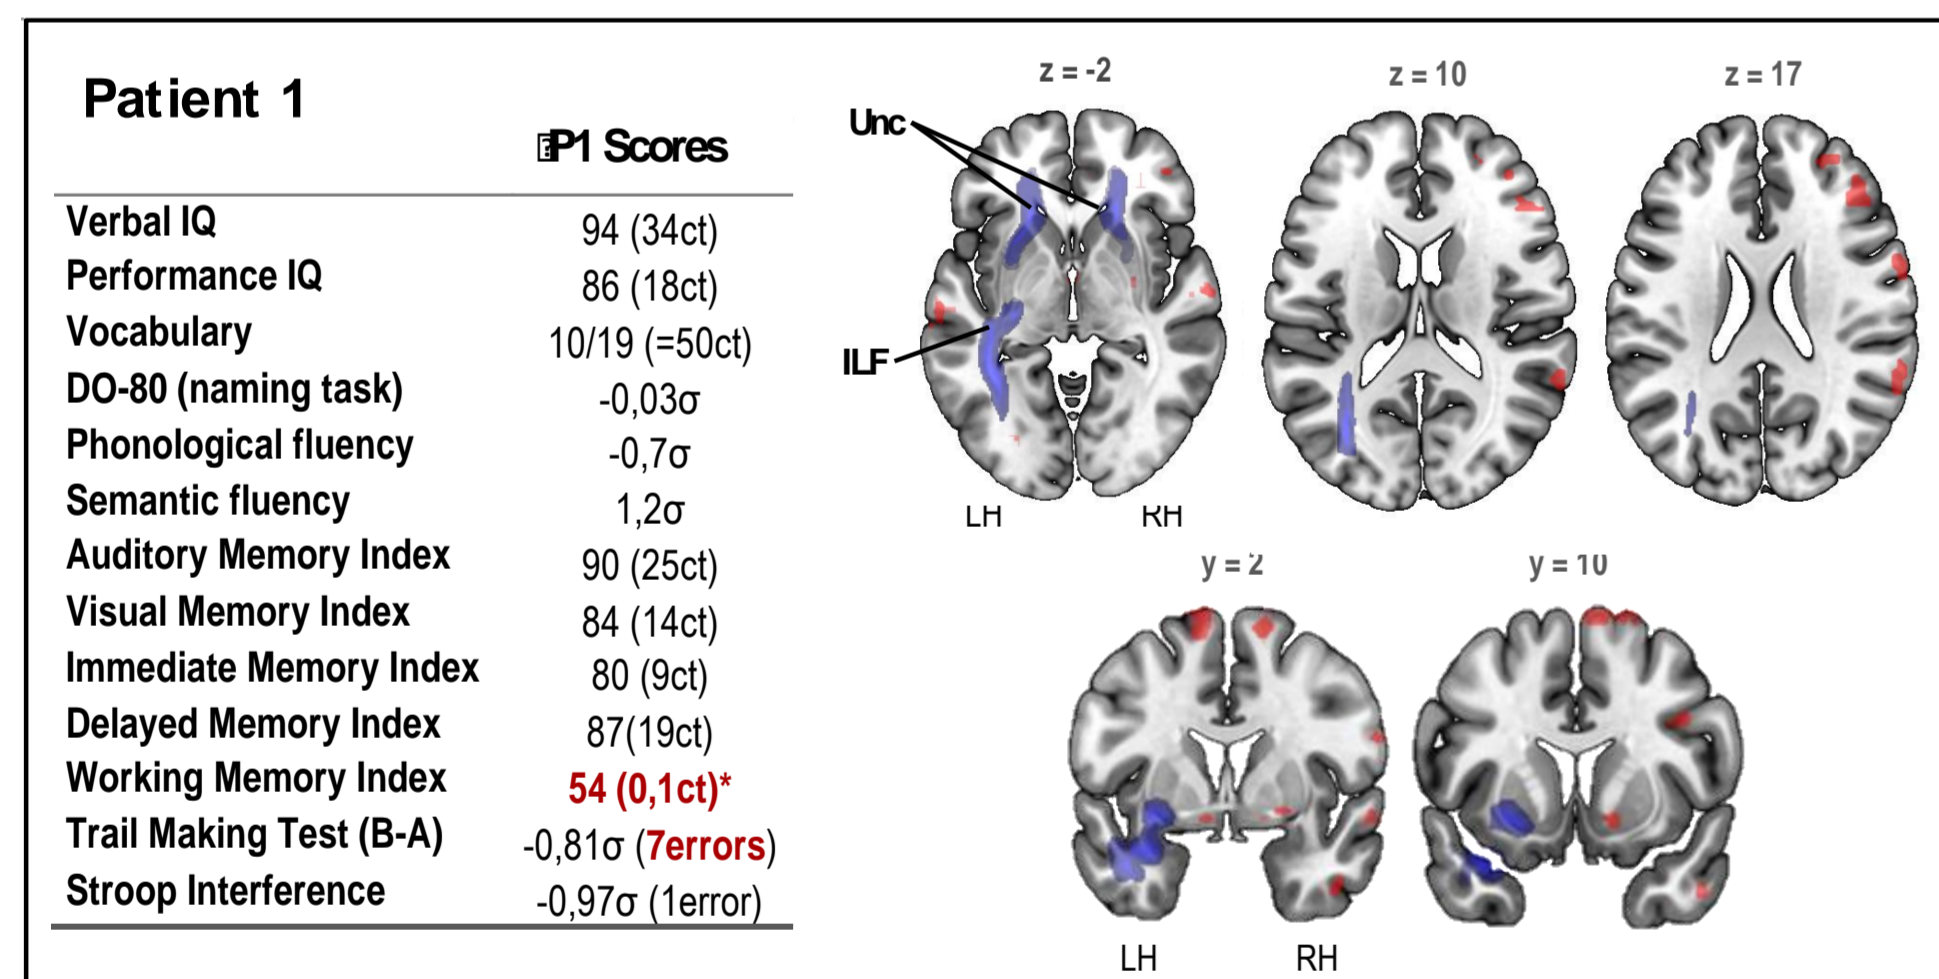 Patient 1
P1 Scores
Verbal IQ 94 (34ct)
Performance IQ 86 (18ct)
Vocabulary 10/19 (=50ct)
DO-80 (naming task) -0,03σ
Phonological fluency -0,7σ
Semantic fluency 1,2σ
Auditory Memory Index 90 (25ct)
Visual Memory Index 84 (14ct)
Immediate Memory Index 80 (9ct)
Delayed Memory Index 87(19ct)
Working Memory Index 54 (0,1ct)*
Trail Making Test (B-A) -0,81σ (7errors)
Stroop Interference -0,97σ (1error)
z = -2 z = 10 z = 17
Unc
ILF
LH RH
y = 2 y = 10
LH RH